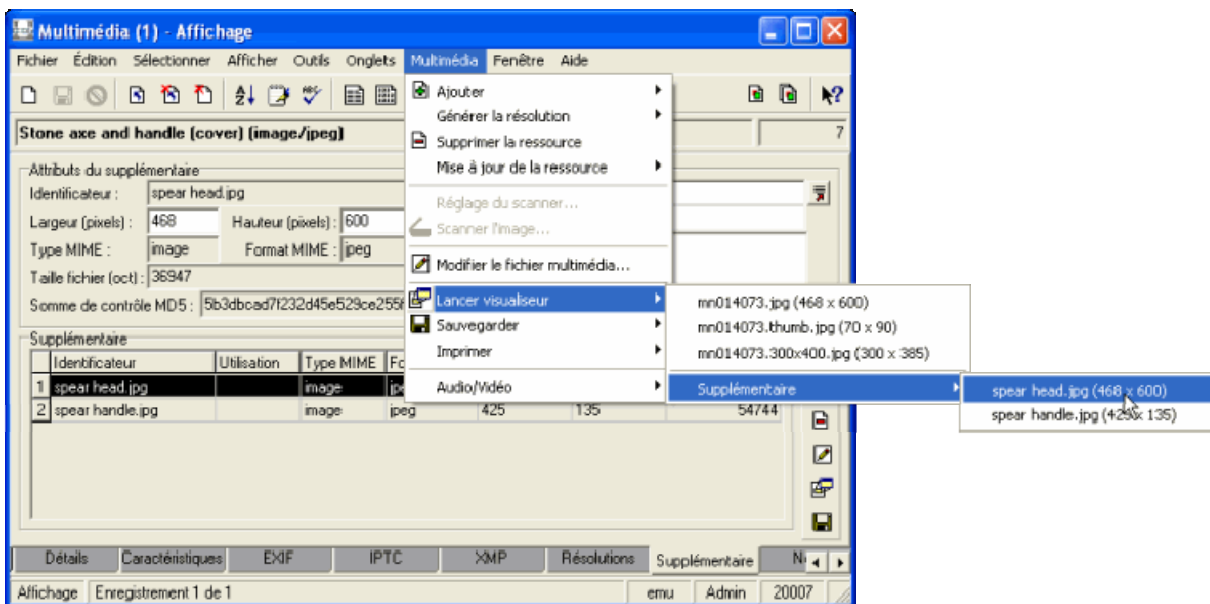 Multimédia (1) - Affichage
Fichier Édition Sélectionner Afficher Outils Onglets Multimédia Fenêtre Aide
Ajouter
Générer la résolution
Supprimer la ressource
Mise à jour de la ressource
Réglage du scanner...
Scanner l'image...
Modifier le fichier multimédia...
Lancer visualiseur
Sauvegarder
Imprimer
Audio/Vidéo
mn014073.jpg (468 x 600)
mn014073.thumb.jpg (70 x 90)
mn014073.300x400.jpg (300 x 385)
Supplémentaire
spear head.jpg (468 x 600)
spear handle.jpg (425 x 135)
Stone axe and handle (cover) (image/jpeg) 7
Attributs du supplémentaire
Identificateur : spear head.jpg
Largeur (pixels) : 468 Hauteur (pixels) : 600
Type MIME : image Format MIME : jpeg
Taille fichier (oct) : 36947
Somme de contrôle MD5 : 5b3dbcad7f232d45e529ce255f
Supplémentaire
Identificateur Utilisation Type MIME Fo
1 spear head.jpg image jpe
2 spear handle.jpg image jpeg 425 135 54744
Détails Caractéristiques EXIF IPTC XMP Résolutions Supplémentaire N
Affichage Enregistrement 1 de 1 emu Admin 20007